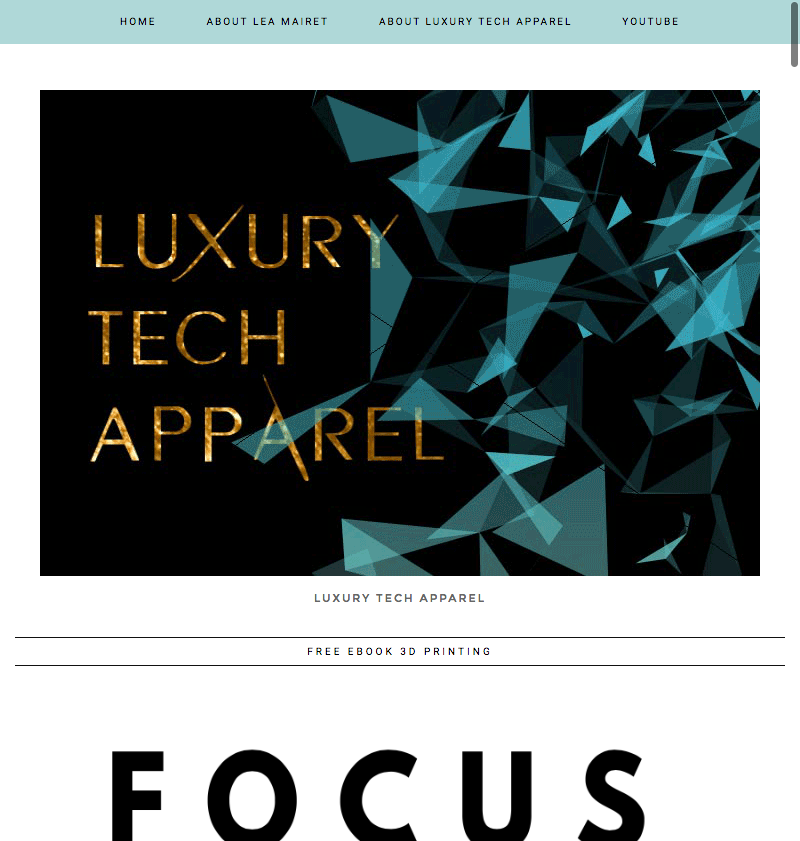 HOME ABOUT LEA MAIRET ABOUT LUXURY TECH APPAREL YOUTUBE
LUXURY
TECH
APPAREL
LUXURY TECH APPAREL
FREE EBOOK 3D PRINTING
FOCUS